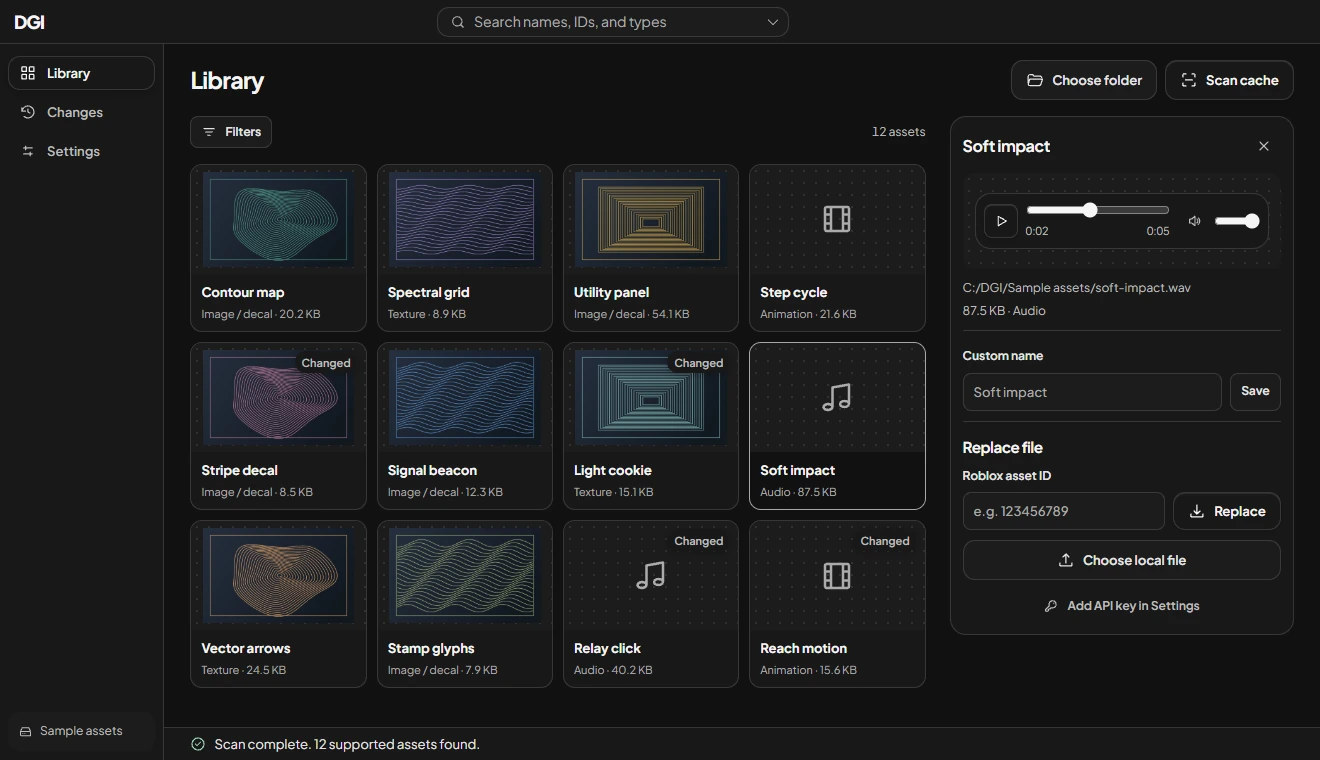 DGI
Search names, IDs, and types
Library
Changes
Settings
Sample assets
Library
Choose folder
Scan cache
Filters
12 assets
Contour map
Image / decal · 20.2 KB
Spectral grid
Texture · 8.9 KB
Utility panel
Image / decal · 54.1 KB
Step cycle
Animation · 21.6 KB
Changed
Stripe decal
Image / decal · 8.5 KB
Signal beacon
Image / decal · 12.3 KB
Changed
Light cookie
Texture · 15.1 KB
Soft impact
Audio · 87.5 KB
Vector arrows
Texture · 24.5 KB
Stamp glyphs
Image / decal · 7.9 KB
Changed
Relay click
Audio · 40.2 KB
Changed
Reach motion
Animation · 15.6 KB
Soft impact
0:02
0:05
C:/DGI/Sample assets/soft-impact.wav
87.5 KB · Audio
Custom name
Soft impact
Save
Replace file
Roblox asset ID
e.g. 123456789
Replace
Choose local file
Add API key in Settings
Scan complete. 12 supported assets found.